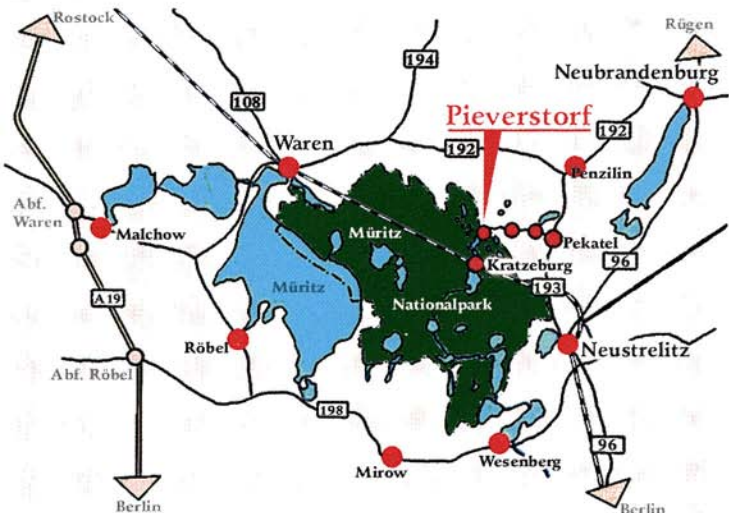 Rostock
Rügen
Neubrandenburg
194
108
Pieverstorf
192
Waren
192
Penzilin
Abf.
Waren
Malchow
Müritz
Pekatel
Kratzeburg
96
A 19
Müritz
Nationalpark
193
Röbel
Neustrelitz
Abf. Röbel
198
96
Mirow
Wesenberg
Berlin
Berlin